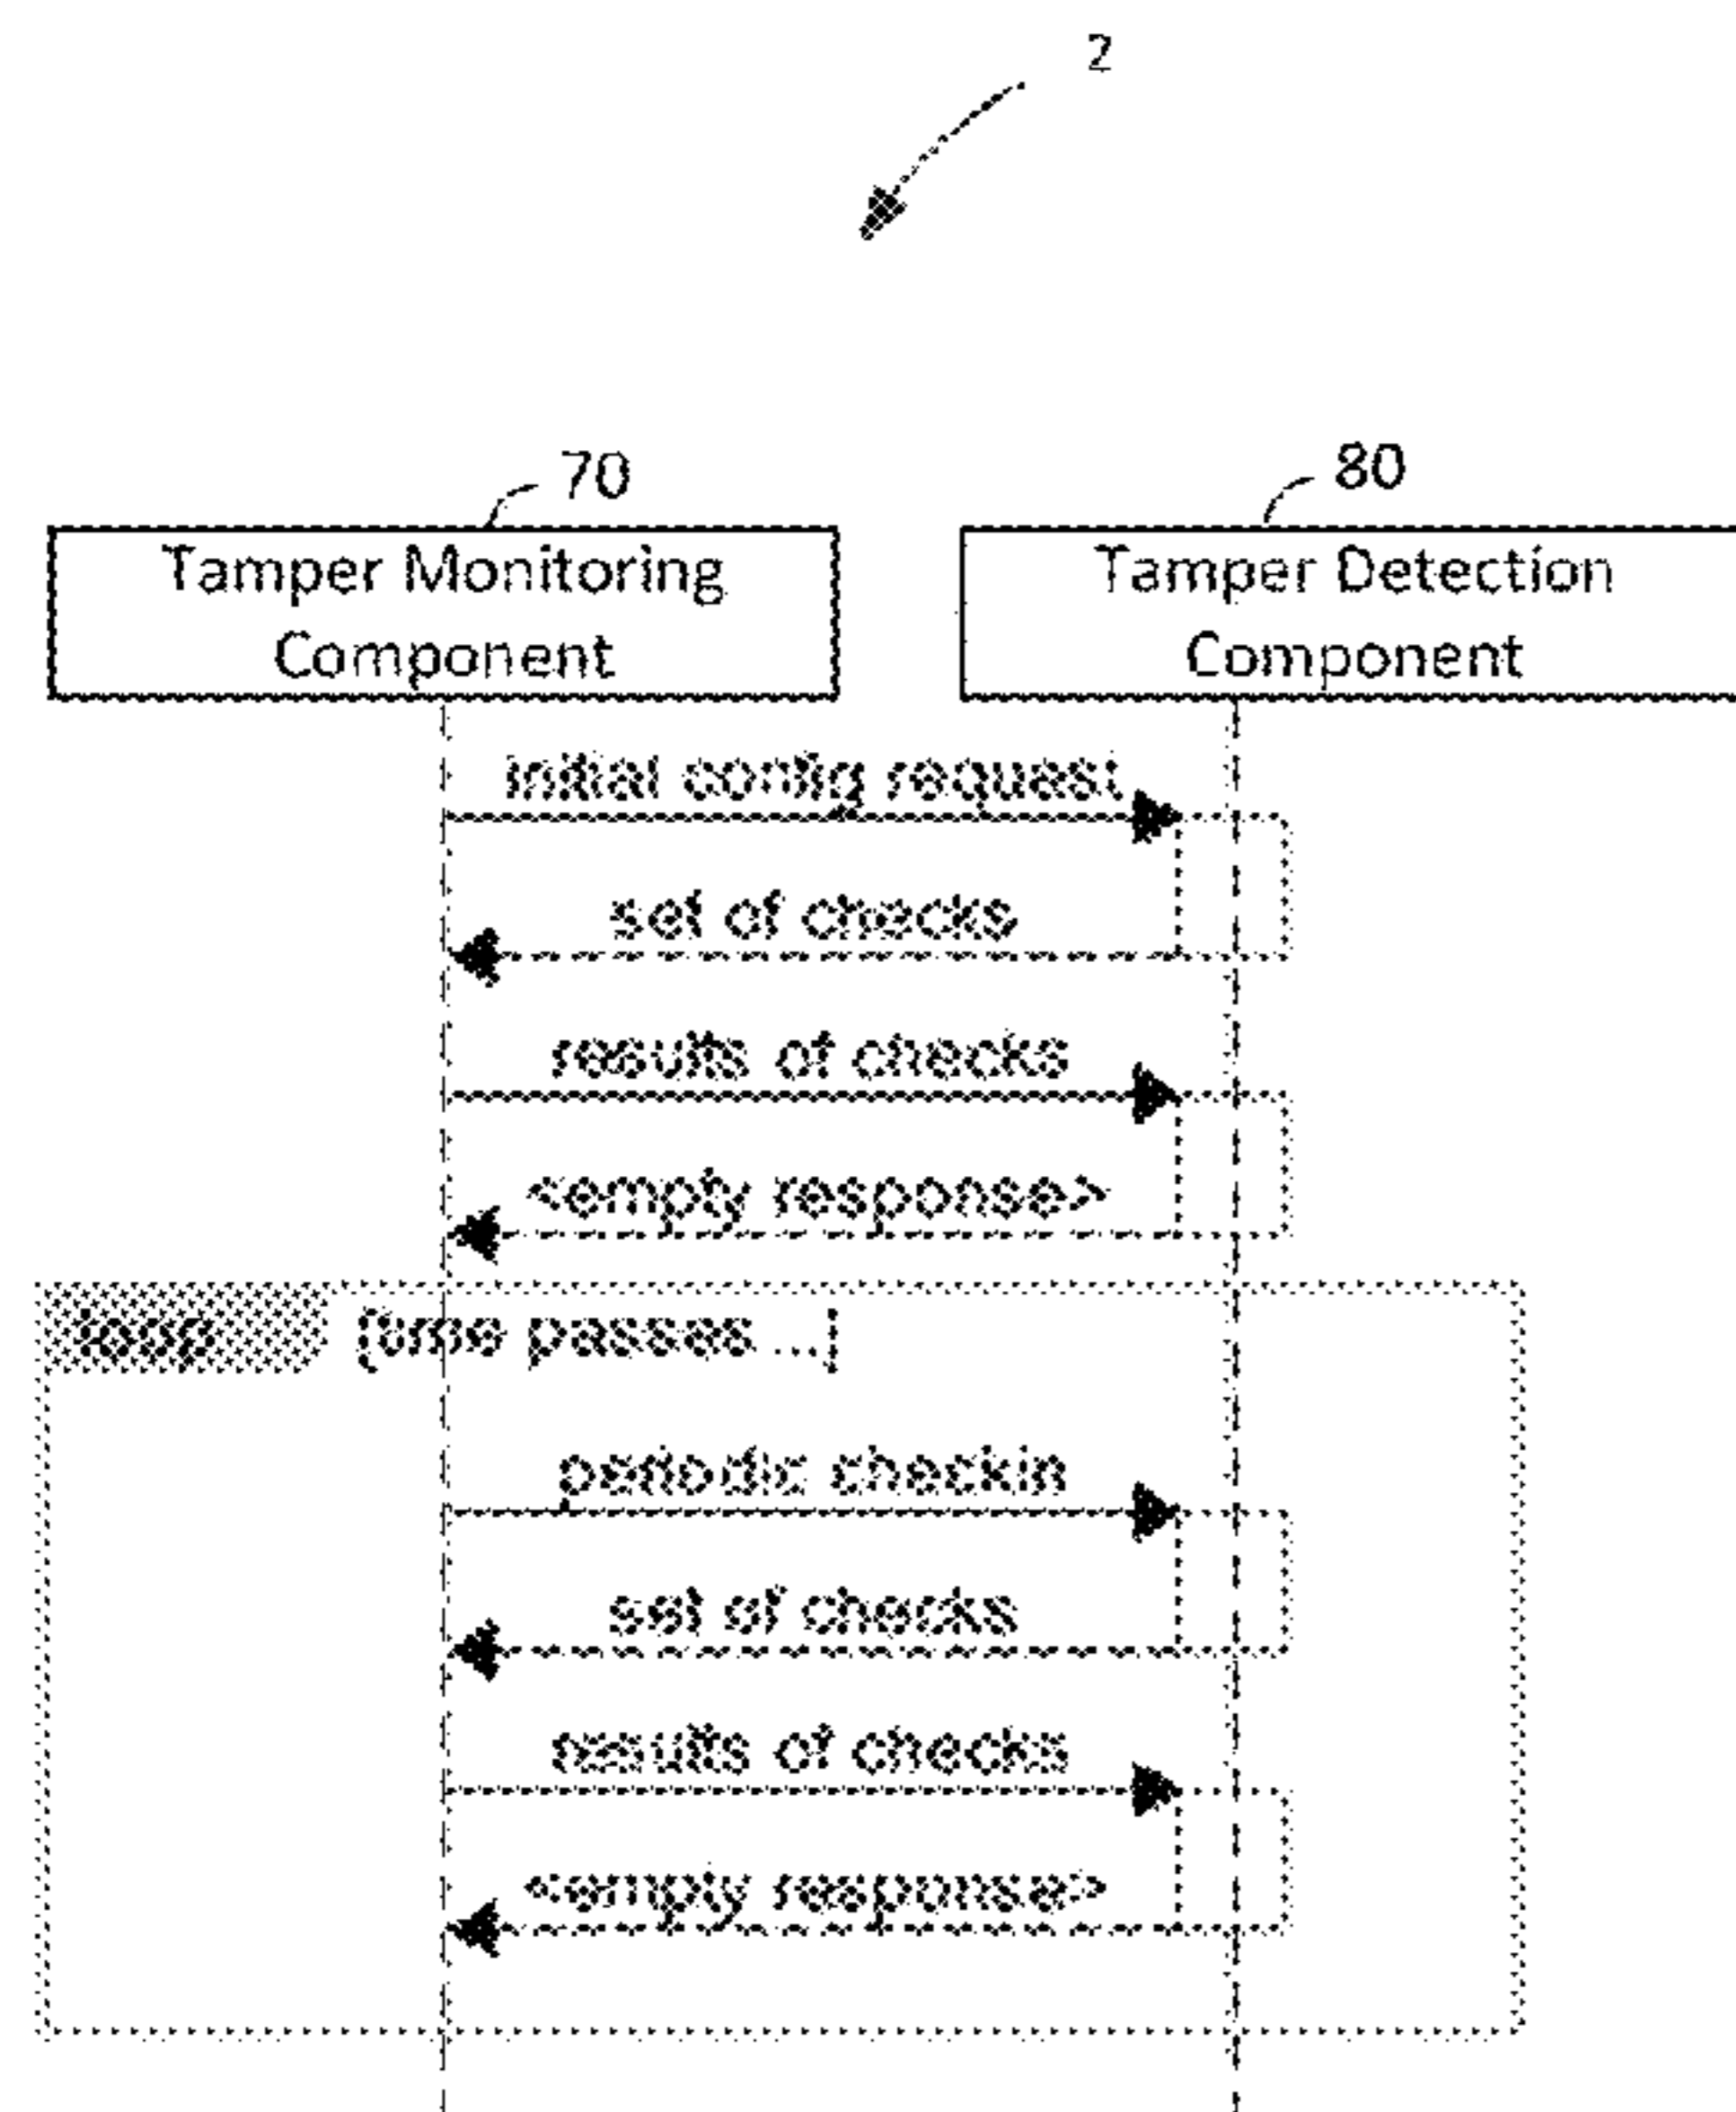 2
70
80
Tamper Monitoring
Component
Tamper Detection
Component
initial config request
set of checks
results of checks
<empty response>
loop [time passes ...]
periodic checkin
set of checks
results of checks
<empty response>